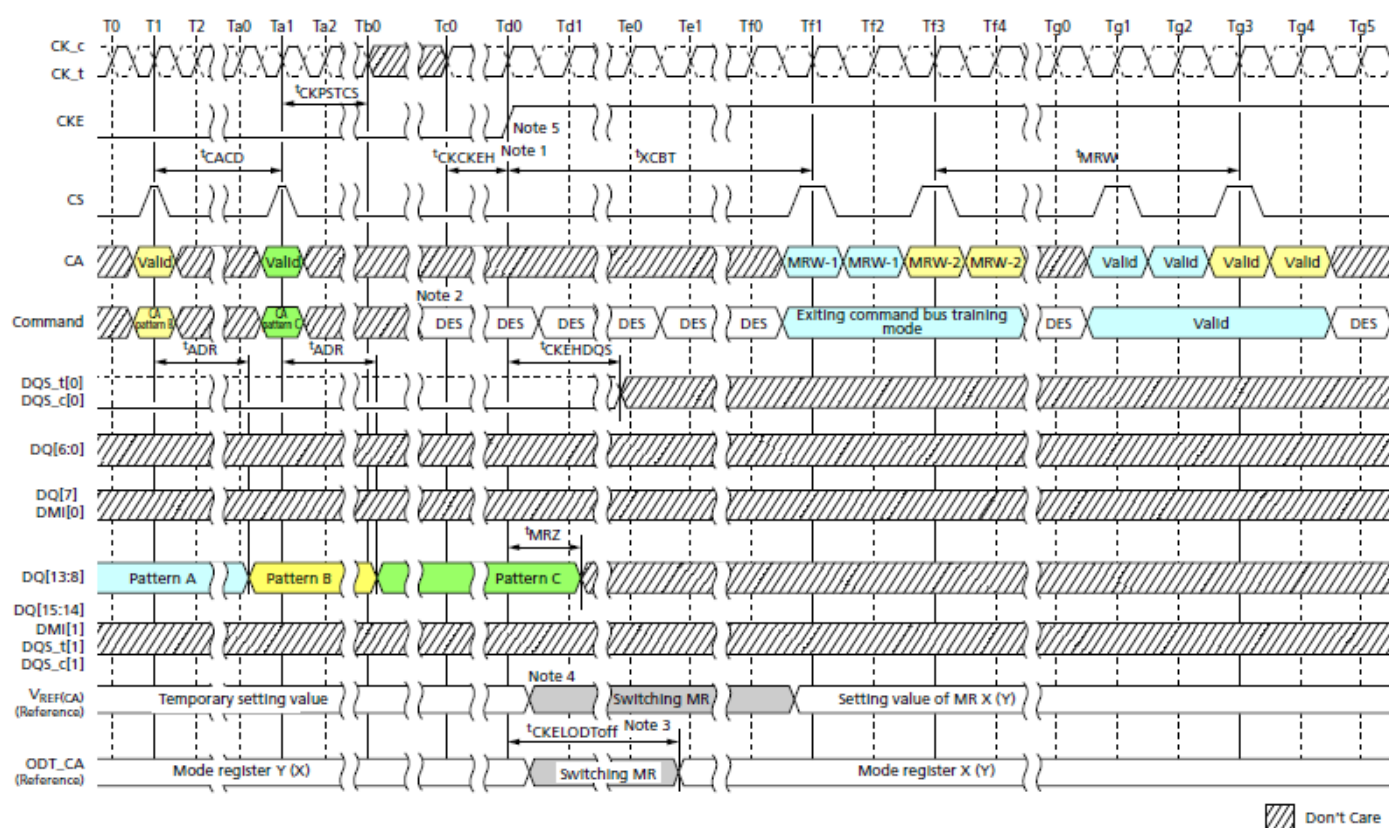 T0 T1 T2 Ta0 Ta1 Ta2 Tb0 Tc0 Td0 Td1 Te0 Te1 Tf0 Tf1 Tf2 Tf3 Tf4 Tg0 Tg1 Tg2 Tg3 Tg4 Tg5
CK_c
CK_t
tCKPSTCS
CKE
Note 5
tCACD tCKCKEH Note 1 tXCBT tMRW
CS
CA Valid Valid MRW-1 MRW-1 MRW-2 MRW-2 Valid Valid Valid Valid
Note 2
Command CA pattern B CA pattern C DES DES DES DES DES DES Exiting command bus training mode DES Valid DES
tADR tADR tCKEHDQS
DQS_t[0]
DQS_c[0]
DQ[6:0]
DQ[7]
DMI[0]
tMRZ
DQ[13:8] Pattern A Pattern B Pattern C
DQ[15:14]
DMI[1]
DQS_t[1]
DQS_c[1]
Note 4
VREF(CA) Temporary setting value Switching MR Setting value of MR X (Y)
(Reference)
tCKELODToff Note 3
ODT_CA Mode register Y (X) Switching MR Mode register X (Y)
(Reference)
Don't Care